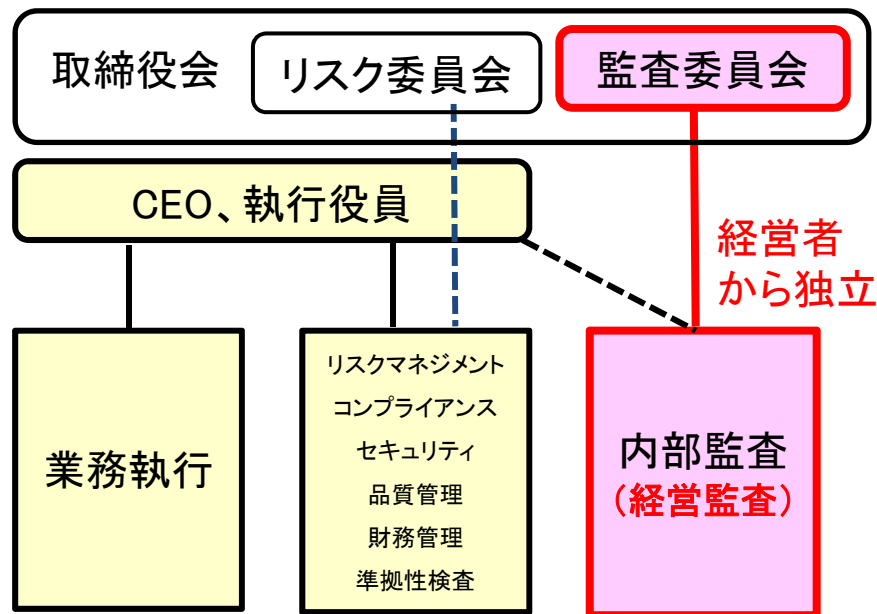 取締役会
リスク委員会
監査委員会
CEO、執行役員
経営者
から独立
業務執行
リスクマネジメント
コンプライアンス
セキュリティ
品質管理
財務管理
準拠性検査
内部監査
(経営監査)